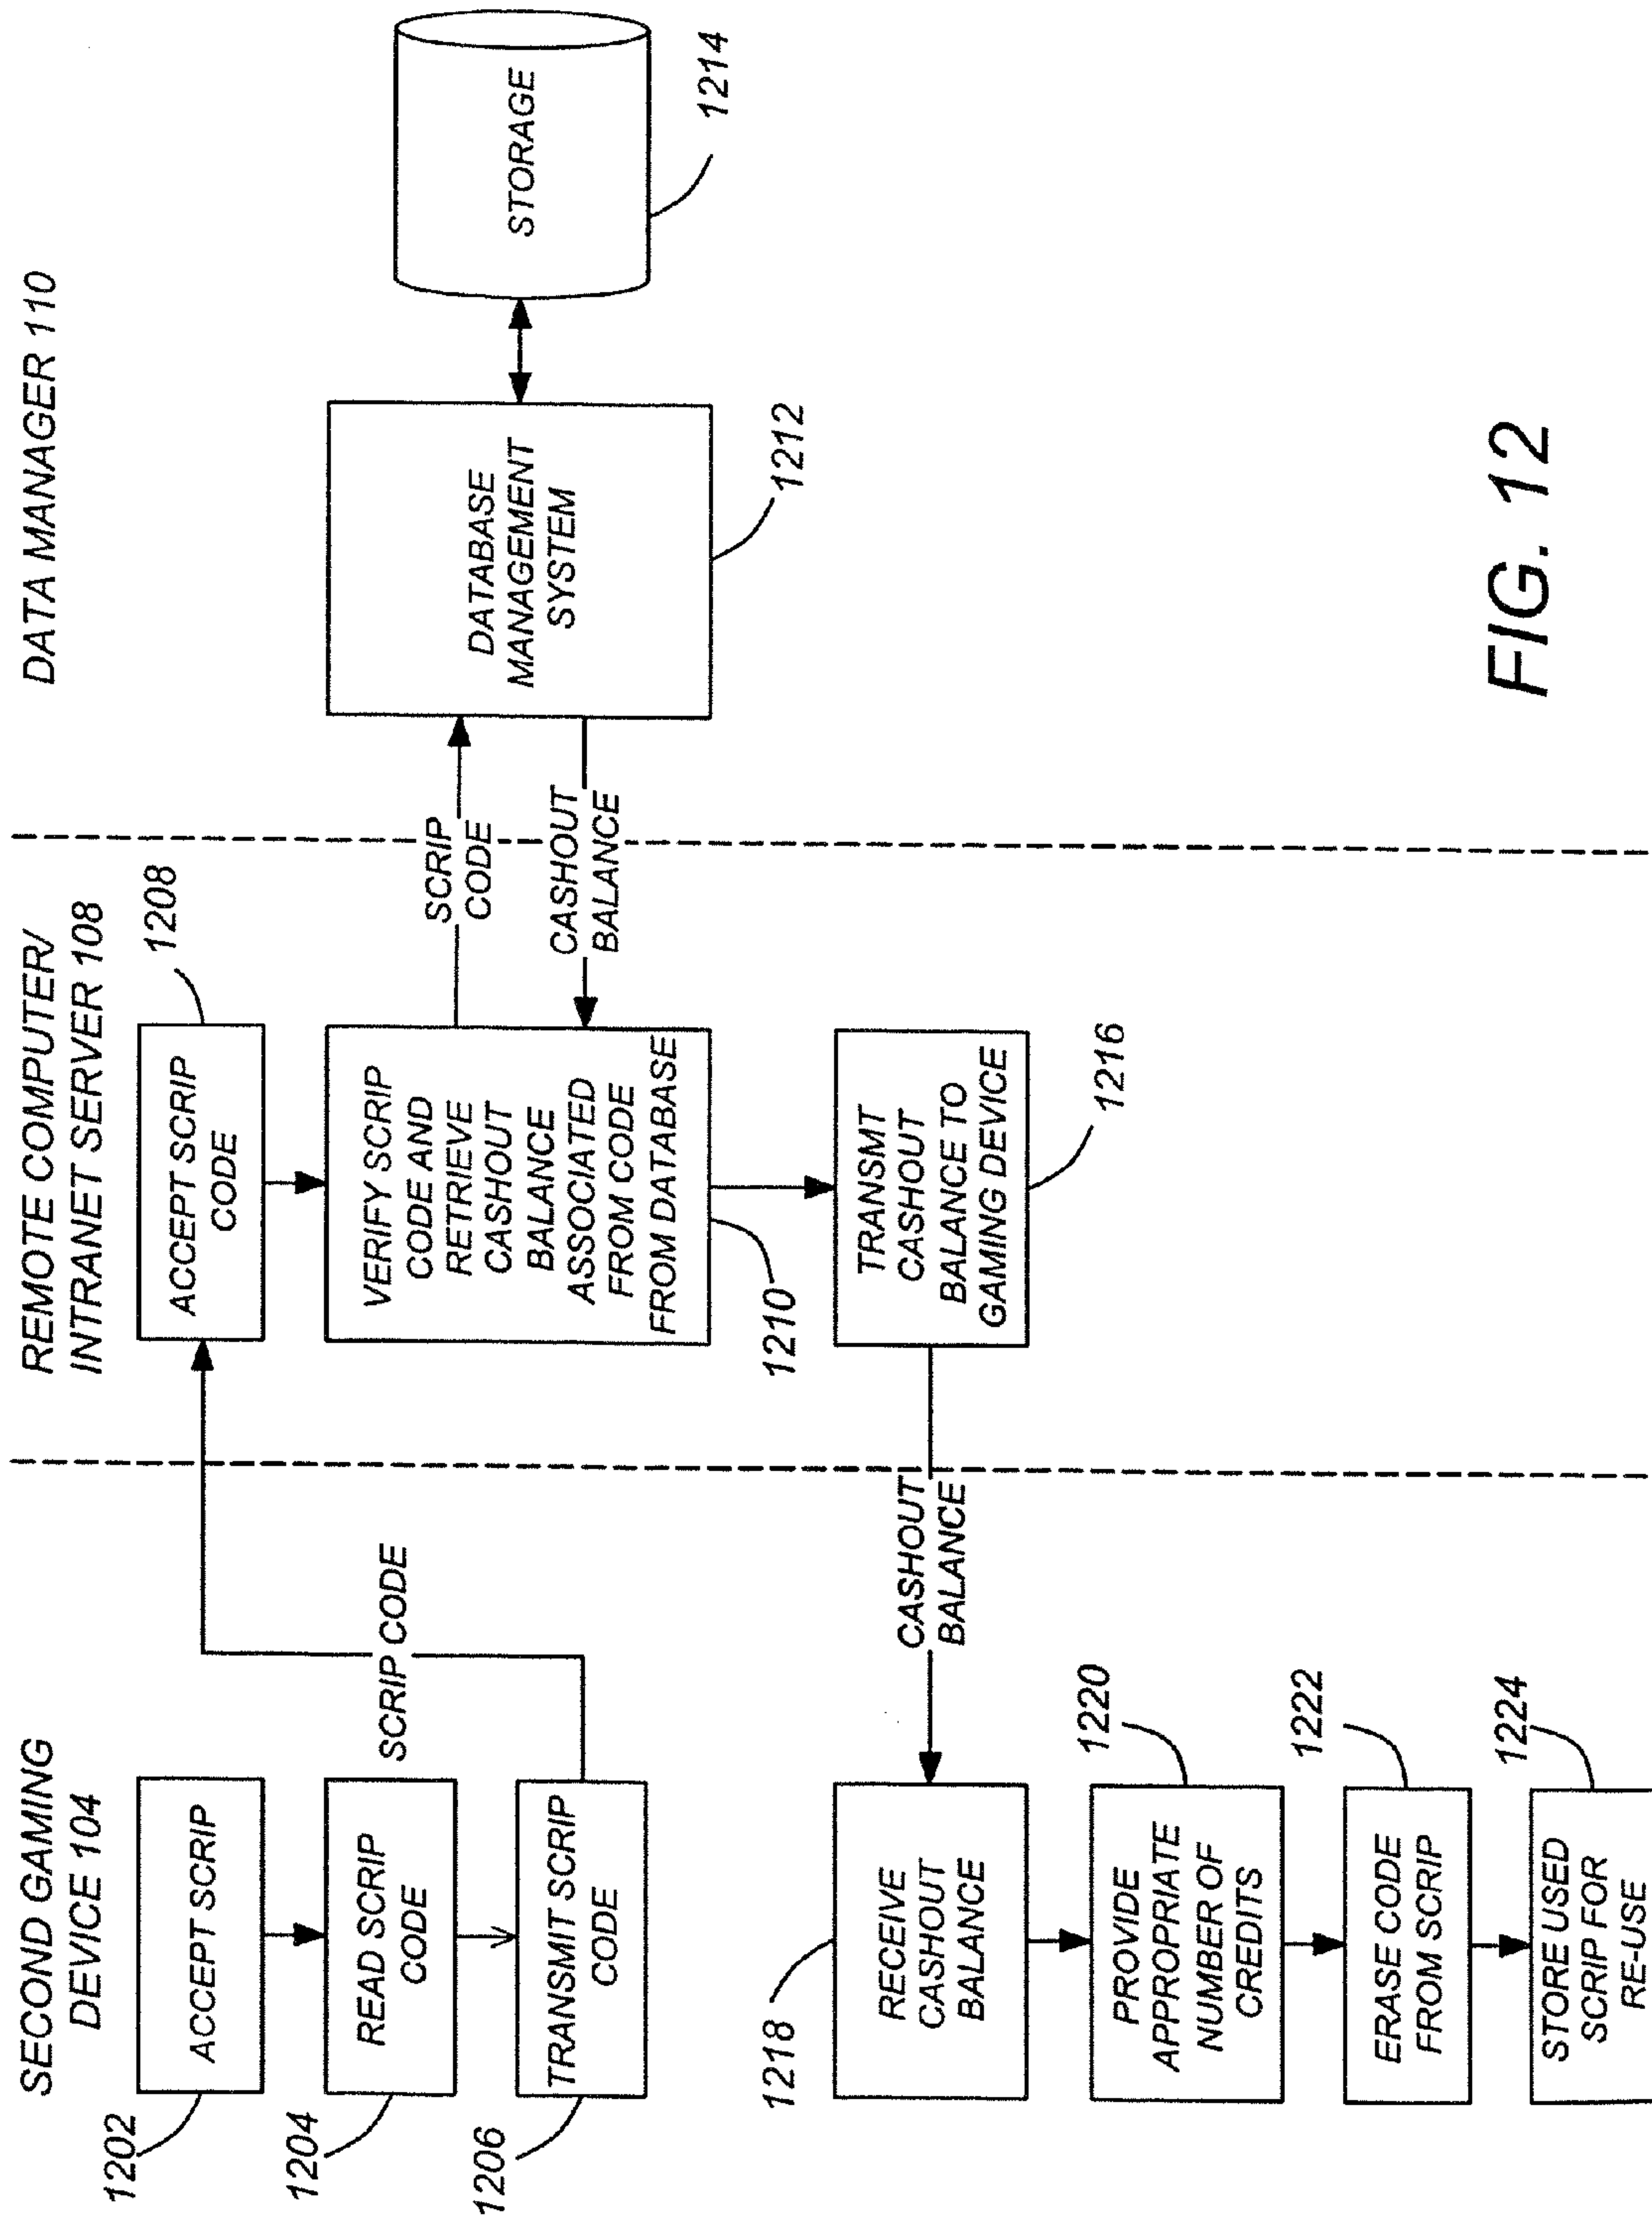 SECOND GAMING
DEVICE 104
REMOTE COMPUTER/
INTRANET SERVER 108
DATA MANAGER 110
1202
ACCEPT SCRIP
1204
READ SCRIP
CODE
1206
TRANSMIT SCRIP
CODE
SCRIP CODE
1208
ACCEPT SCRIP
CODE
VERIFY SCRIP
CODE AND
RETRIEVE
CASHOUT
BALANCE
ASSOCIATED
FROM CODE
FROM DATABASE
1210
SCRIP
CODE
CASHOUT
BALANCE
DATABASE
MANAGEMENT
SYSTEM
1212
STORAGE
1214
TRANSMT
CASHOUT
BALANCE TO
GAMING DEVICE
1216
CASHOUT
BALANCE
1218
RECEIVE
CASHOUT
BALANCE
1220
PROVIDE
APPROPRIATE
NUMBER OF
CREDITS
1222
ERASE CODE
FROM SCRIP
1224
STORE USED
SCRIP FOR
RE-USE
FIG. 12